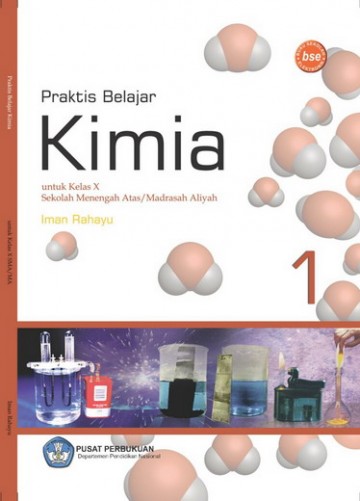 Praktis Belajar
Kimia
untuk Kelas X
Sekolah Menengah Atas/Madrasah Aliyah
Iman Rahayu
1
bse
PUSAT PERBUKUAN
Departemen Pendidikan Nasional
Praktis Belajar Kimia
untuk Kelas X SMA/MA
Iman Rahayu